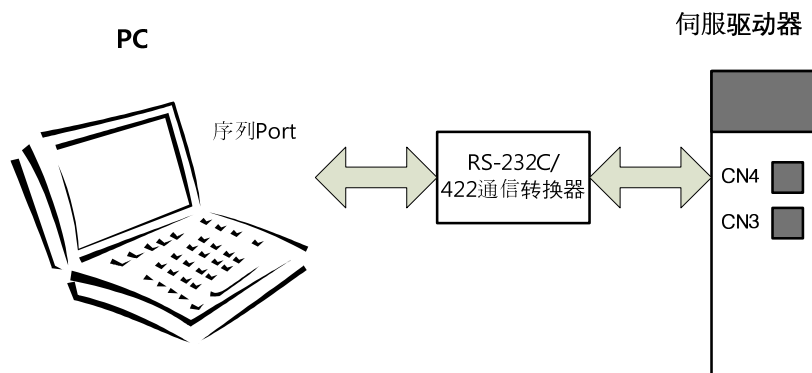 伺服驱动器
PC
序列Port
RS-232C/
422通信转换器
CN4
CN3